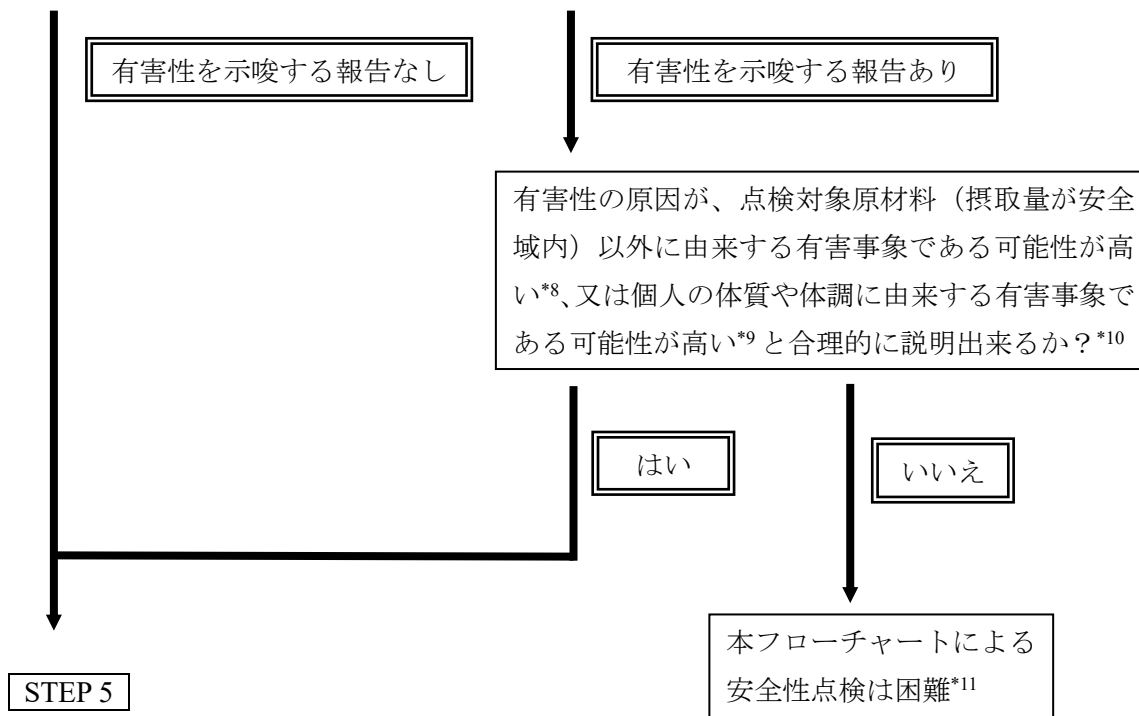 有害性を示唆する報告なし
有害性を示唆する報告あり
有害性の原因が、点検対象原材料（摂取量が安全
域内）以外に由来する有害事象である可能性が高
い*8、又は個人の体質や体調に由来する有害事象で
ある可能性が高い*9 と合理的に説明出来るか？*10
はい
いいえ
本フローチャートによる
安全性点検は困難*11
STEP 5